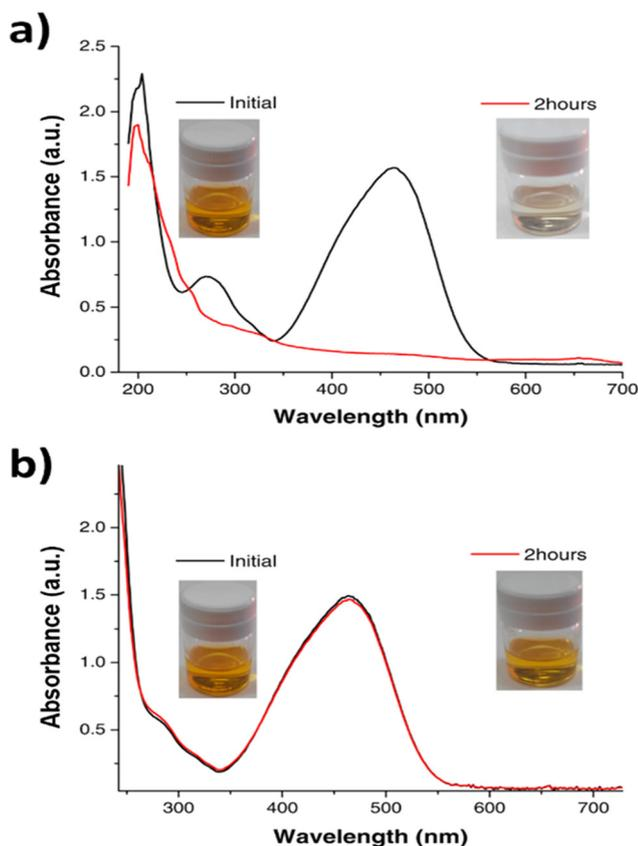 a)
2.5
2.0
1.5
1.0
0.5
0.0
Absorbance (a.u.)
Initial
2hours
200 300 400 500 600 700
Wavelength (nm)
b)
2.0
1.5
1.0
0.5
Absorbance (a.u.)
Initial
2hours
300 400 500 600 700
Wavelength (nm)